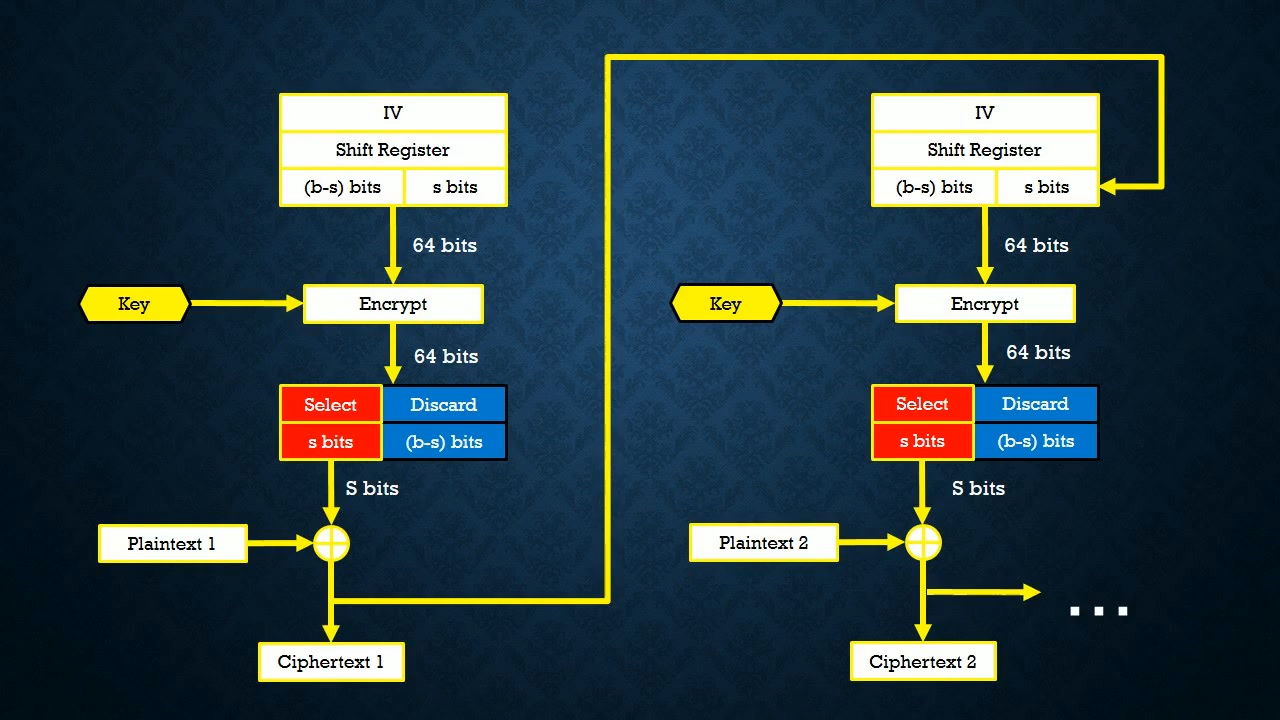 IV
Shift Register
(b-s) bits s bits
64 bits
Key
Encrypt
64 bits
Select Discard
s bits (b-s) bits
S bits
Plaintext 1
Ciphertext 1
IV
Shift Register
(b-s) bits s bits
64 bits
Key
Encrypt
64 bits
Select Discard
s bits (b-s) bits
S bits
Plaintext 2
...
Ciphertext 2